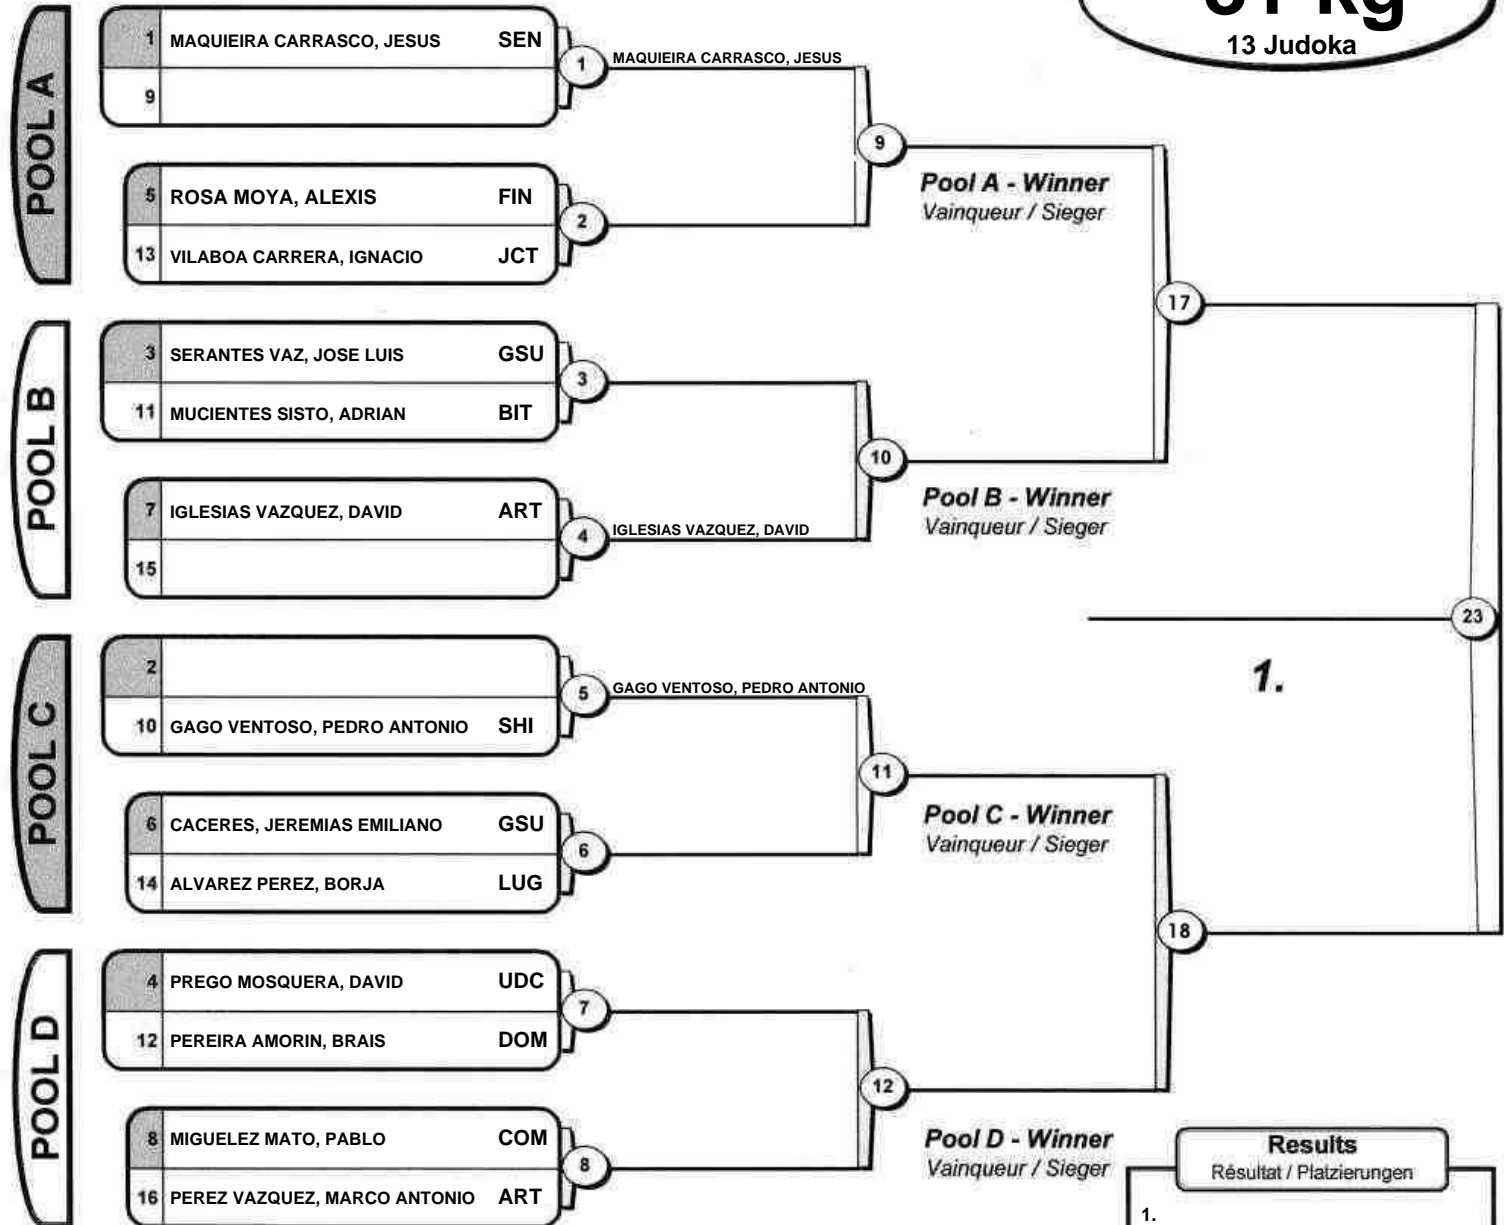 kg
13 Judoka
POOL A
1 MAQUIEIRA CARRASCO, JESUS SEN
9
1
MAQUIEIRA CARRASCO, JESUS
5 ROSA MOYA, ALEXIS FIN
13 VILABOA CARRERA, IGNACIO JCT
2
9
Pool A - Winner
Vainqueur / Sieger
POOL B
3 SERANTES VAZ, JOSE LUIS GSU
11 MUCIENTES SISTO, ADRIAN BIT
3
7 IGLESIAS VAZQUEZ, DAVID ART
15
4
IGLESIAS VAZQUEZ, DAVID
10
Pool B - Winner
Vainqueur / Sieger
17
POOL C
2
10 GAGO VENTOSO, PEDRO ANTONIO SHI
5
GAGO VENTOSO, PEDRO ANTONIO
6 CACERES, JEREMIAS EMILIANO GSU
14 ALVAREZ PEREZ, BORJA LUG
6
11
Pool C - Winner
Vainqueur / Sieger
23
1.
POOL D
4 PREGO MOSQUERA, DAVID UDC
12 PEREIRA AMORIN, BRAIS DOM
7
8 MIGUELEZ MATO, PABLO COM
16 PEREZ VAZQUEZ, MARCO ANTONIO ART
8
12
Pool D - Winner
Vainqueur / Sieger
18
Results
Résultat / Platzierungen
1.